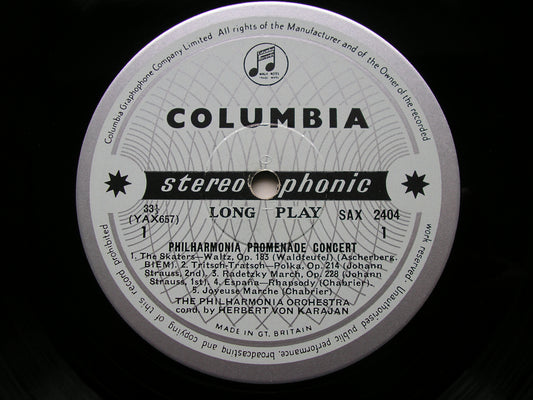 Columbia Graphophone Company Limited. All rights of the Manufacturer and of the Owner of the recorded
work reserved. Unauthorised public performance, broadcasting and copying of this record prohibited
COLUMBIA
stereophonic
33⅓ LONG PLAY SAX 2404
(YAX657)
1 1
PHILHARMONIA PROMENADE CONCERT
1. The Skaters—Waltz, Op. 183 (Waldteufel) (Ascherberg.
BIEM). 2. Tritsch-Tratsch—Polka, Op. 214 (Johann
Strauss, 2nd). 3. Radetzky March, Op. 228 (Johann
Strauss, 1st). 4. España—Rhapsody (Chabrier).
5. Joyeuse Marche (Chabrier)
THE PHILHARMONIA ORCHESTRA
cond. by HERBERT VON KARAJAN
MADE IN GT. BRITAIN